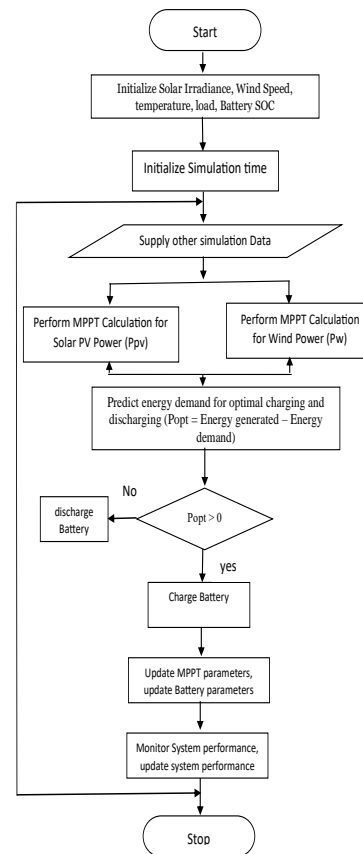 Start
Initialize Solar Irradiance, Wind Speed,
temperature, load, Battery SOC
Initialize Simulation time
Supply other simulation Data
Perform MPPT Calculation for
Solar PV Power (Ppv)
Perform MPPT Calculation
for Wind Power (Pw)
Predict energy demand for optimal charging and
discharging (Popt = Energy generated – Energy
demand)
No
discharge
Battery
Popt > 0
yes
Charge Battery
Update MPPT parameters,
update Battery parameters
Monitor System performance,
update system performance
Stop